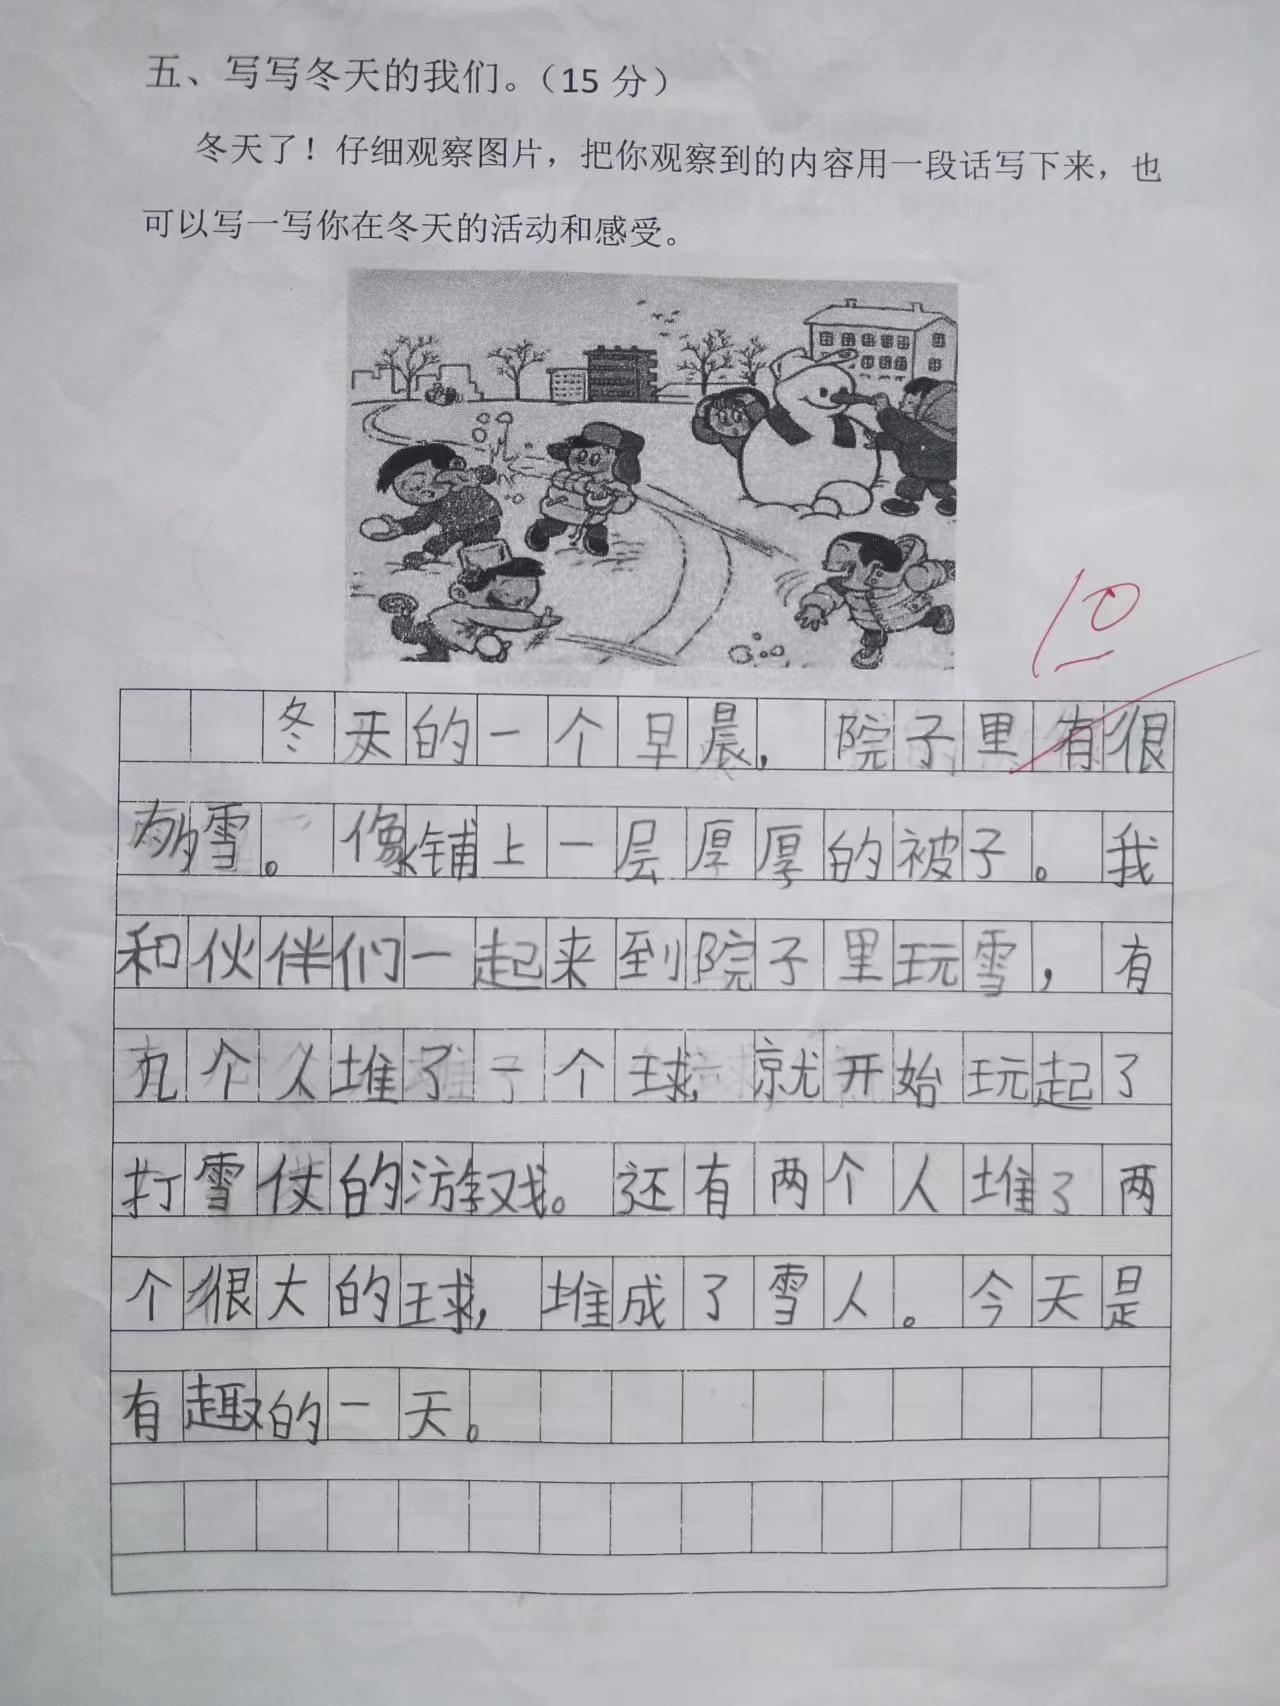 五、写写冬天的我们。（15分）
冬天了！仔细观察图片，把你观察到的内容用一段话写下来，也
可以写一写你在冬天的活动和感受。
10
冬天的一个早晨，院子里有很
多雪。像铺上一层厚厚的被子。我
和伙伴们一起来到院子里玩雪，有
几个人堆了一个球，就开始玩起了
打雪仗的游戏。还有两个人堆了两
个很大的球，堆成了雪人。今天是
有趣的一天。